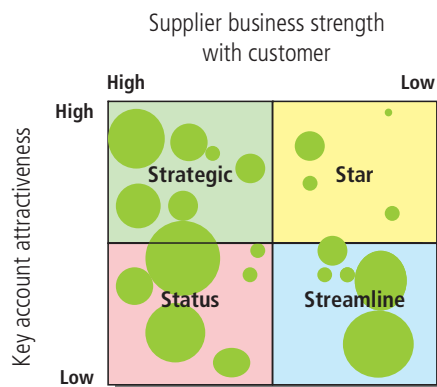 Supplier business strength
with customer
High Low
High
Key account attractiveness
Strategic Star
Status Streamline
Low